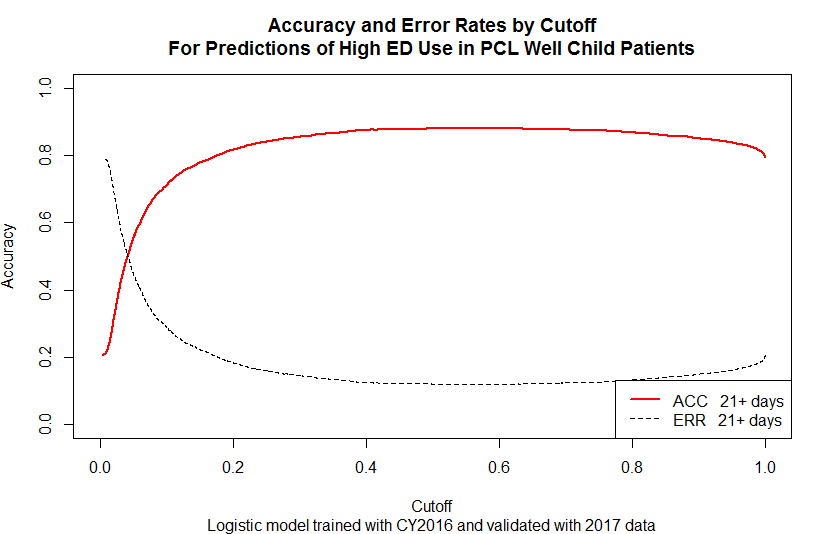 Accuracy and Error Rates by Cutoff
For Predictions of High ED Use in PCL Well Child Patients
Accuracy
1.0
0.8
0.6
0.4
0.2
0.0
ACC 21+ days
ERR 21+ days
0.0 0.2 0.4 0.6 0.8 1.0
Cutoff
Logistic model trained with CY2016 and validated with 2017 data